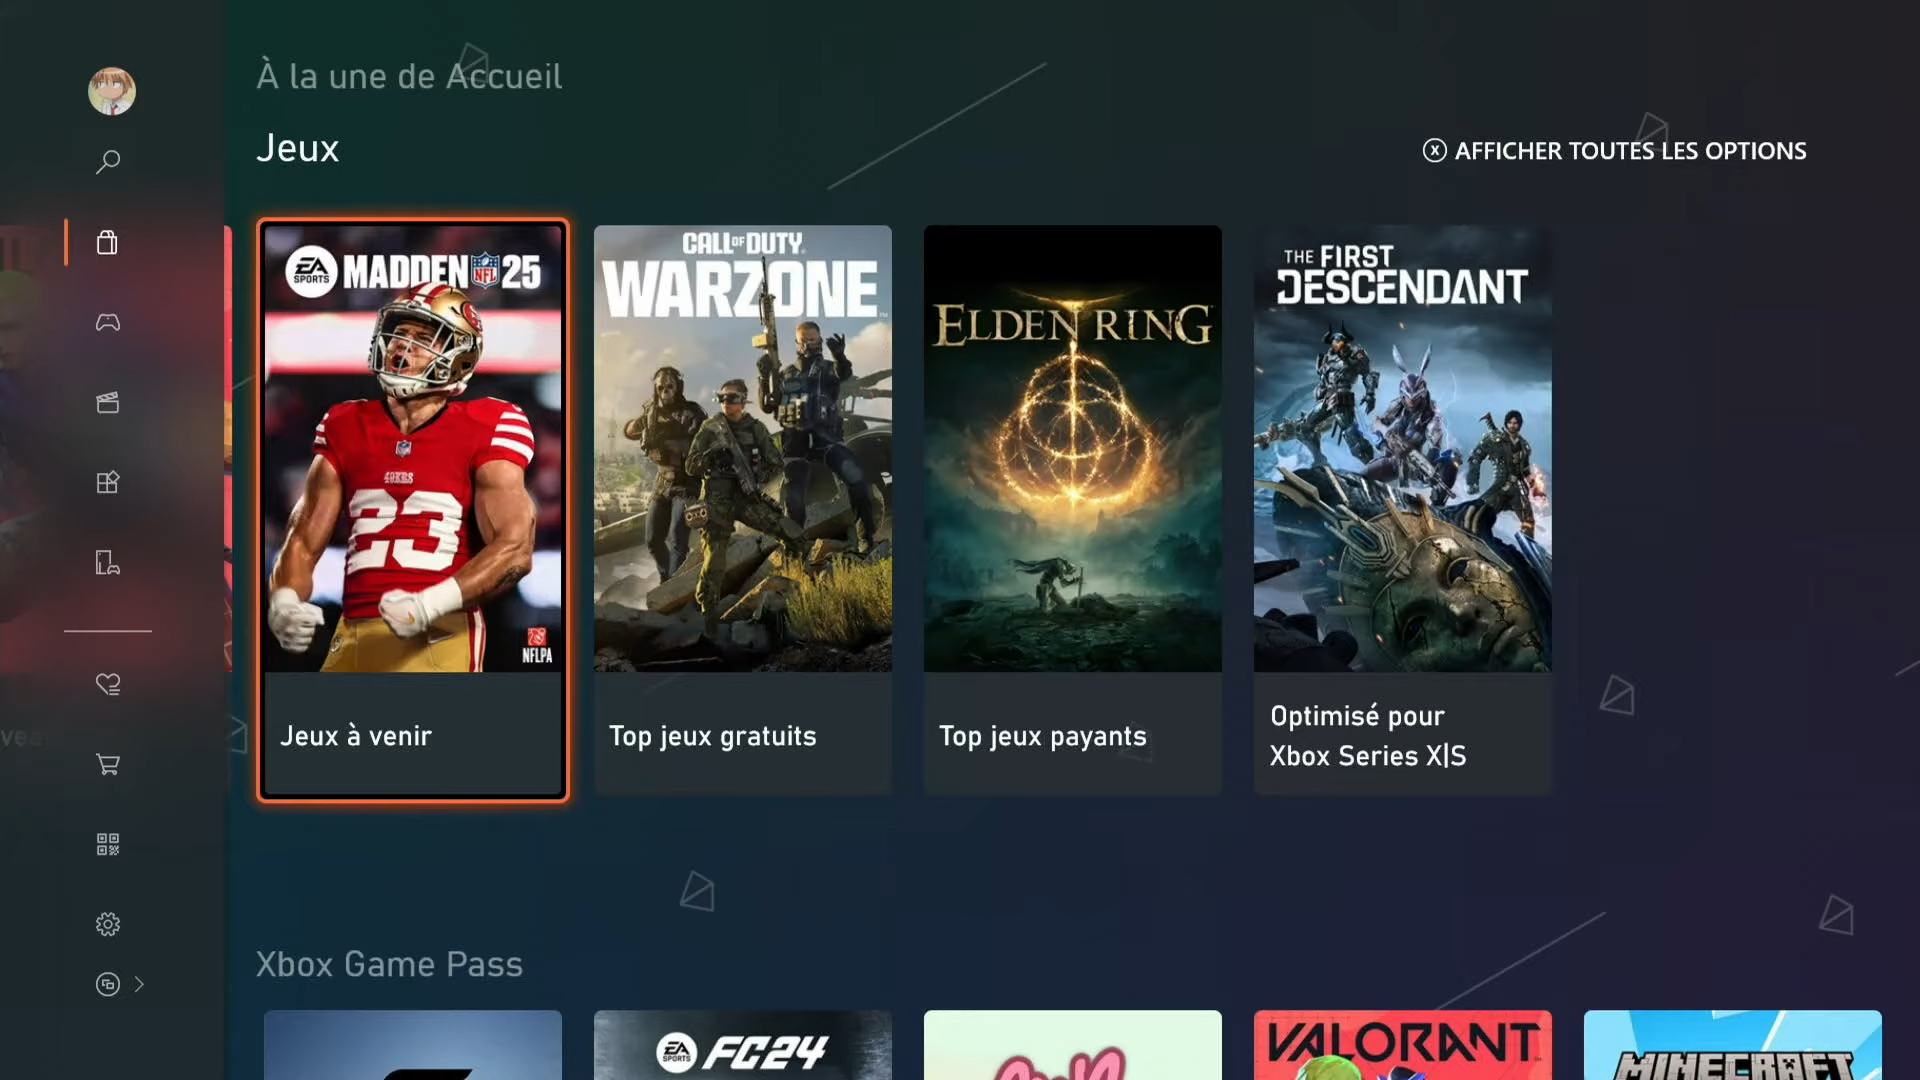 À la une de Accueil
Jeux
AFFICHER TOUTES LES OPTIONS
EA SPORTS MADDEN NFL 25
49ERS
23
NFLPA
Jeux à venir
CALL OF DUTY
WARZONE
Top jeux gratuits
ELDEN RING
Top jeux payants
THE FIRST
DESCENDANT
Optimisé pour
Xbox Series X|S
Xbox Game Pass
EA SPORTS FC24
VALORANT
MINECRAFT